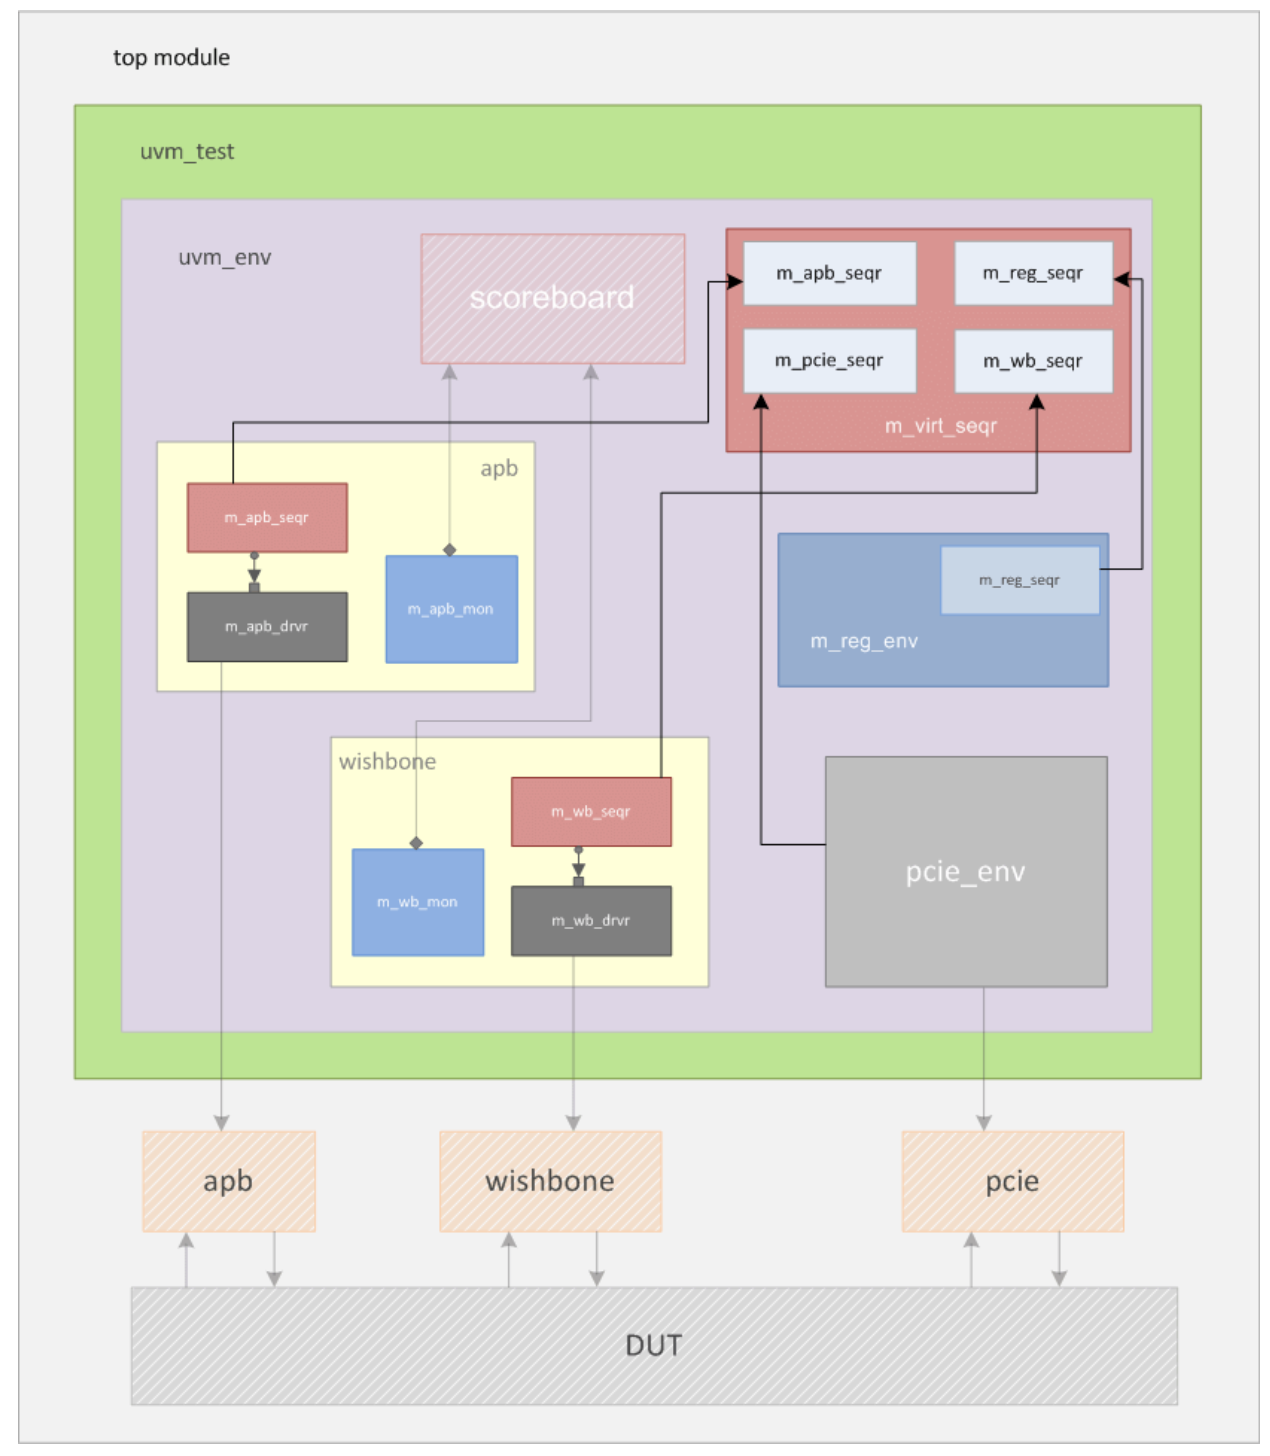 top module
uvm_test
uvm_env
scoreboard
m_apb_seqr
m_reg_seqr
m_pcie_seqr
m_wb_seqr
m_virt_seqr
apb
m_apb_seqr
m_apb_drvr
m_apb_mon
m_reg_seqr
m_reg_env
wishbone
m_wb_seqr
m_wb_mon
m_wb_drvr
pcie_env
apb
wishbone
pcie
DUT